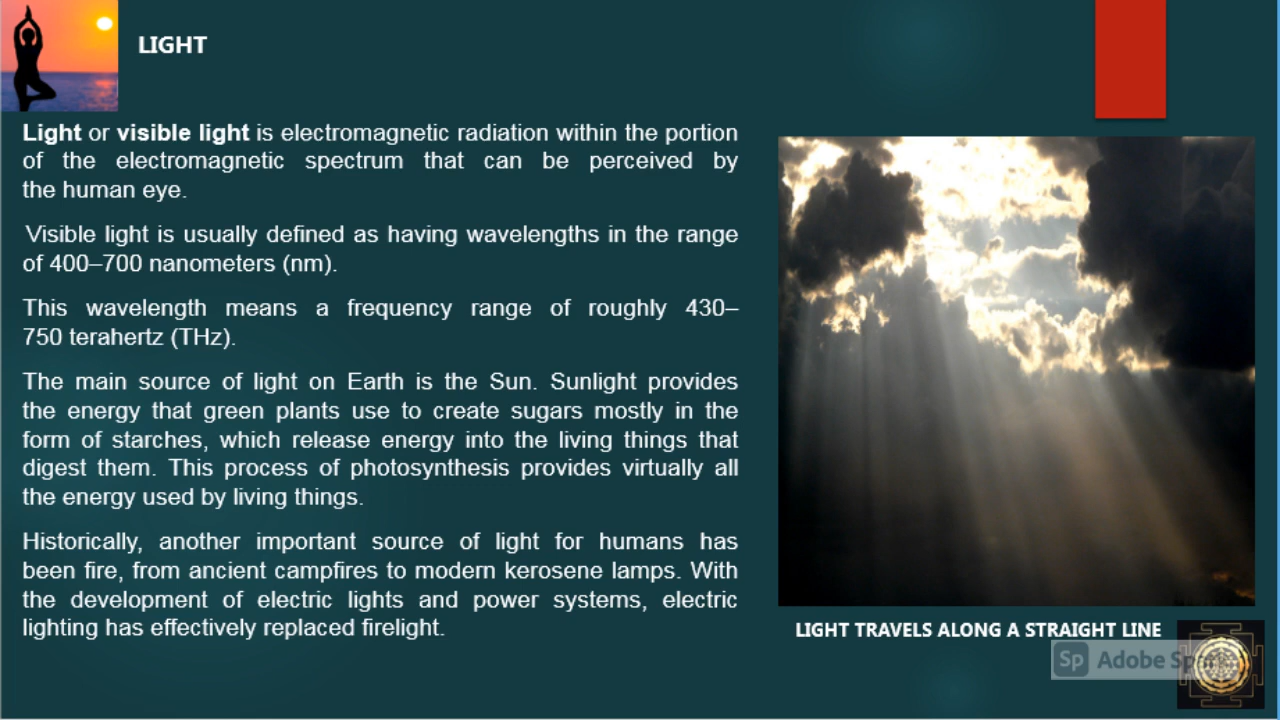 LIGHT
Light or visible light is electromagnetic radiation within the portion
of the electromagnetic spectrum that can be perceived by
the human eye.
Visible light is usually defined as having wavelengths in the range
of 400–700 nanometers (nm).
This wavelength means a frequency range of roughly 430–
750 terahertz (THz).
The main source of light on Earth is the Sun. Sunlight provides
the energy that green plants use to create sugars mostly in the
form of starches, which release energy into the living things that
digest them. This process of photosynthesis provides virtually all
the energy used by living things.
Historically, another important source of light for humans has
been fire, from ancient campfires to modern kerosene lamps. With
the development of electric lights and power systems, electric
lighting has effectively replaced firelight.
LIGHT TRAVELS ALONG A STRAIGHT LINE
Sp Adobe